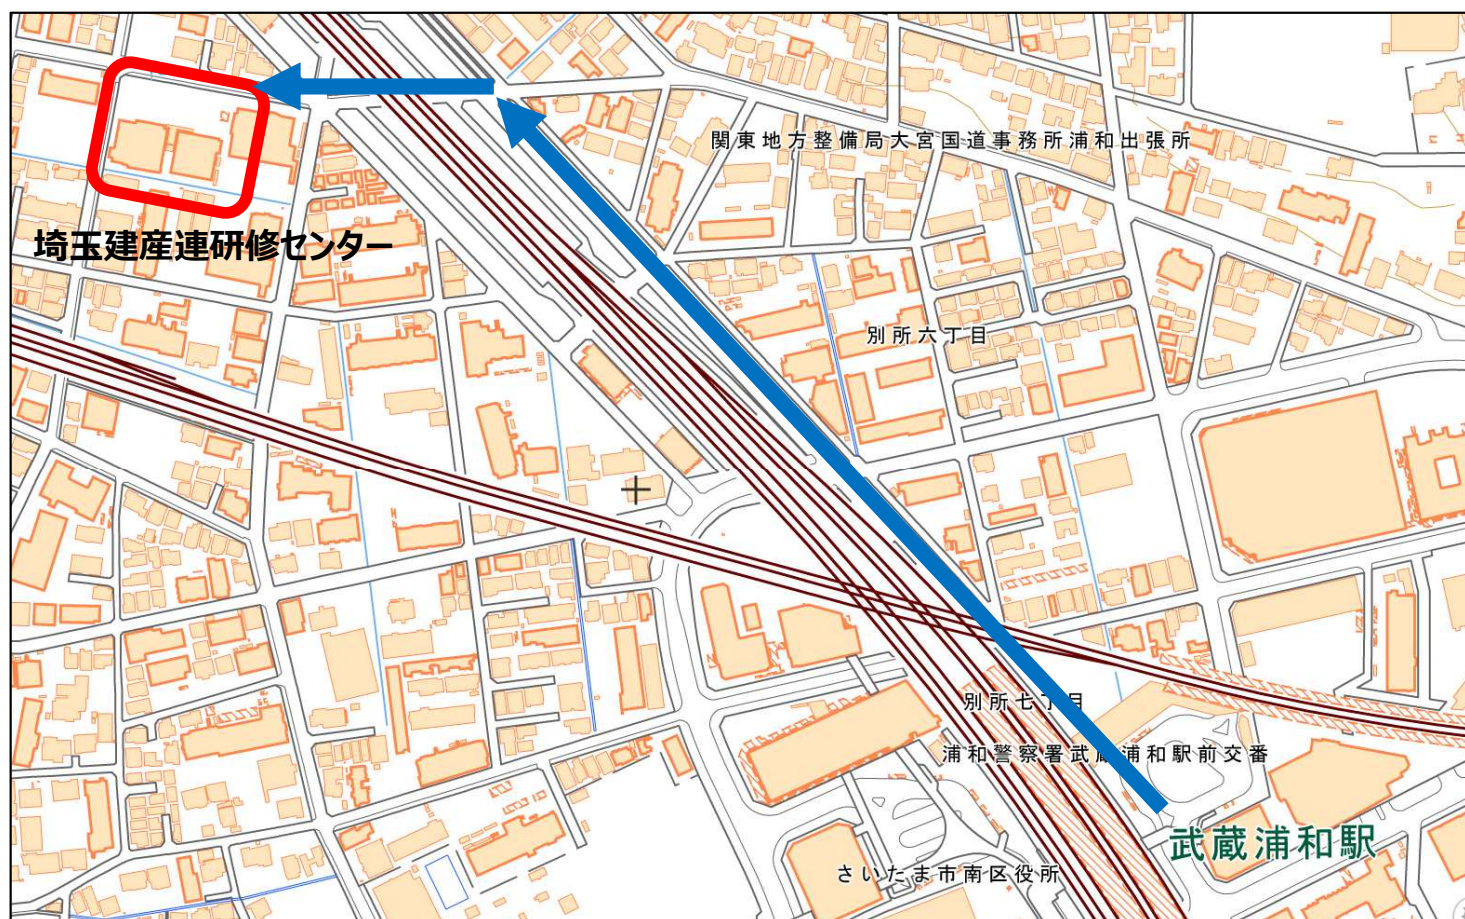 関東地方整備局大宮国道事務所浦和出張所
埼玉建産連研修センター
別所六丁目
別所七丁目
浦和警察署武蔵浦和駅前交番
武蔵浦和駅
さいたま市南区役所